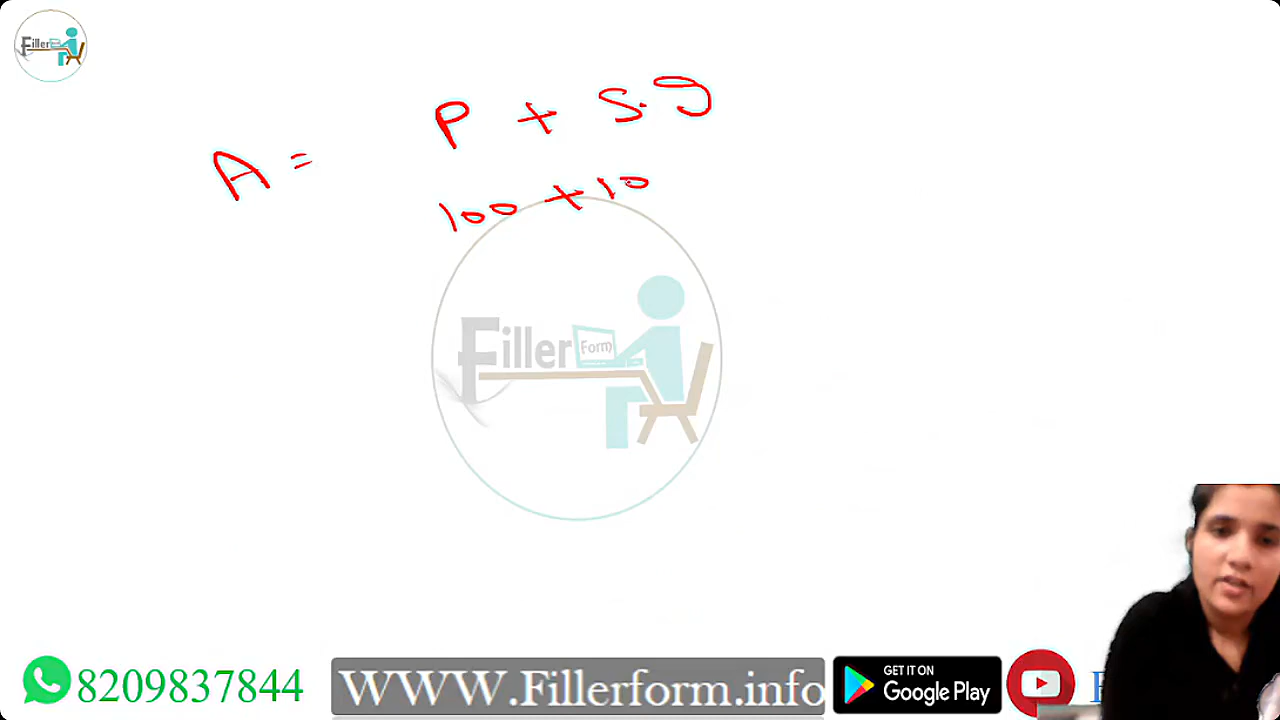 Filler
A = P + S.I
100 + 10
Filler Form
8209837844
WWW.Fillerform.info
GET IT ON
Google Play